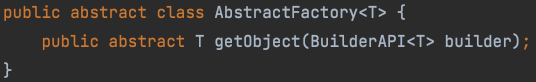 public abstract class AbstractFactory<T> {
    public abstract T getObject(BuilderAPI<T> builder);
}